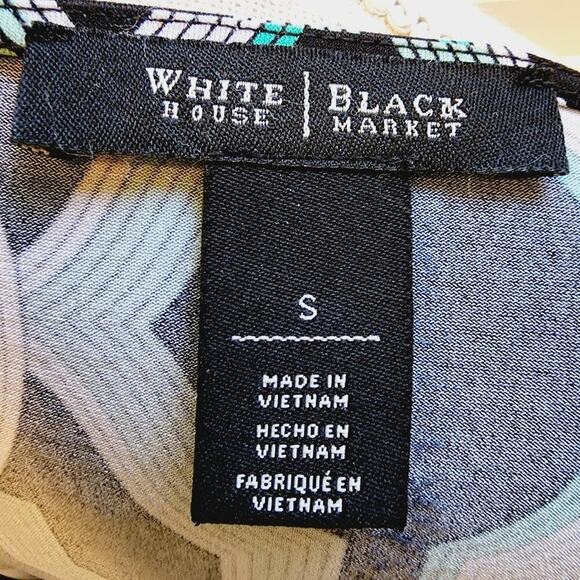 WHITE HOUSE | BLACK MARKET
S
MADE IN
VIETNAM
HECHO EN
VIETNAM
FABRIQUÉ EN
VIETNAM